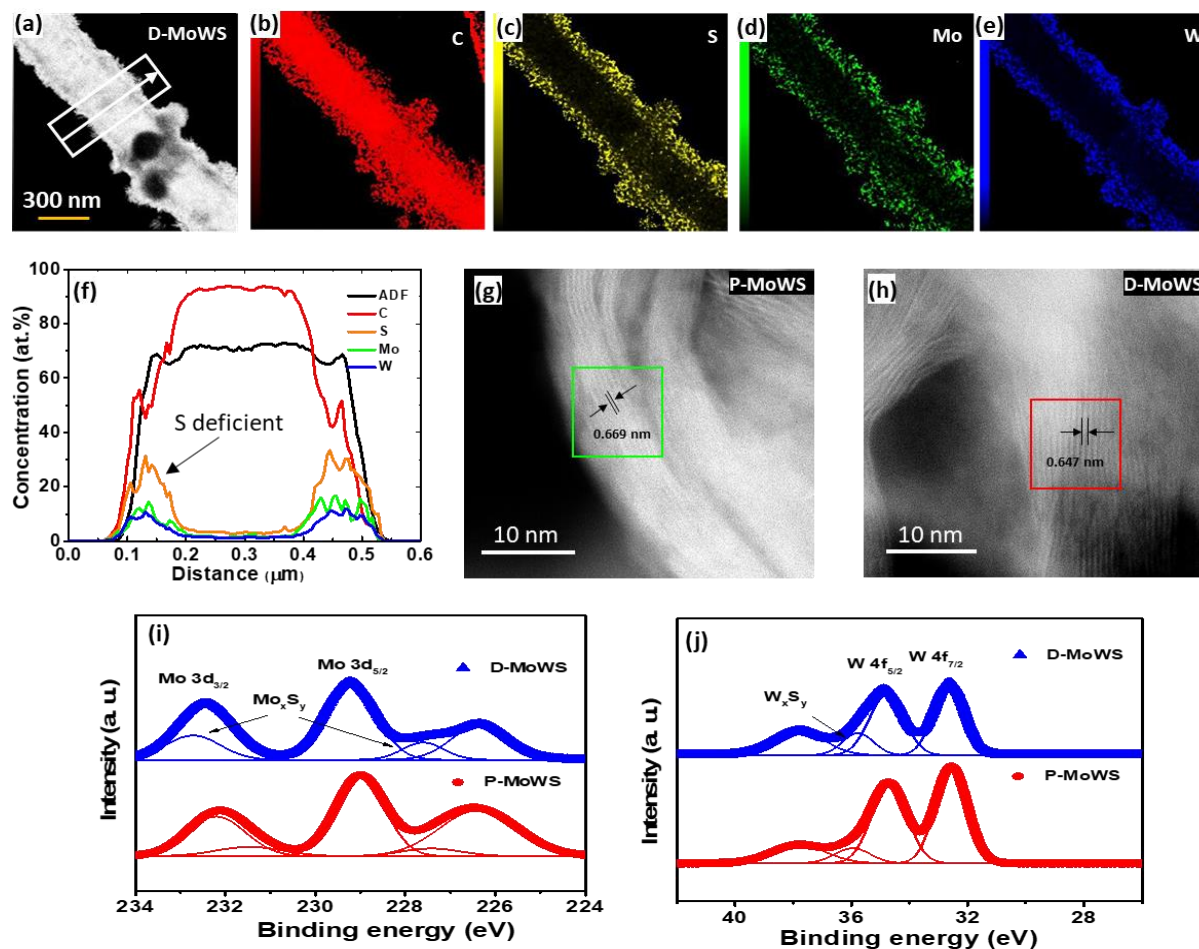 (a)
D-MoWS
300 nm
(b)
C
(c)
S
(d)
Mo
(e)
W
(f)
Concentration (at.%)
100
80
60
40
20
0
ADF
C
S
Mo
W
S deficient
0.0 0.1 0.2 0.3 0.4 0.5 0.6
Distance (μm)
(g)
P-MoWS
0.669 nm
10 nm
(h)
D-MoWS
0.647 nm
10 nm
(i)
Intensity (a. u.)
Mo 3d3/2
Mo 3d5/2
MoxSy
D-MoWS
P-MoWS
234 232 230 228 226 224
Binding energy (eV)
(j)
Intensity (a. u.)
W 4f5/2
W 4f7/2
WxSy
D-MoWS
P-MoWS
40 36 32 28
Binding energy (eV)